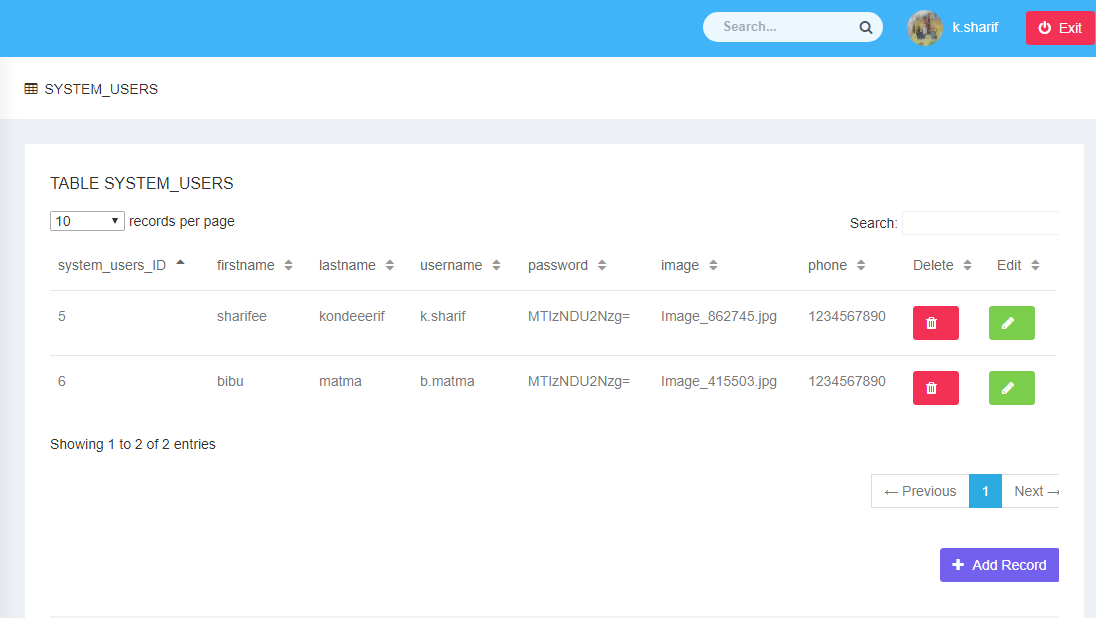 Search... k.sharif Exit
SYSTEM_USERS
TABLE SYSTEM_USERS
10 records per page Search:
system_users_ID firstname lastname username password image phone Delete Edit
5 sharifee kondeeerif k.sharif MTIzNDU2Nzg= Image_862745.jpg 1234567890
6 bibu matma b.matma MTIzNDU2Nzg= Image_415503.jpg 1234567890
Showing 1 to 2 of 2 entries
← Previous 1 Next →
+ Add Record